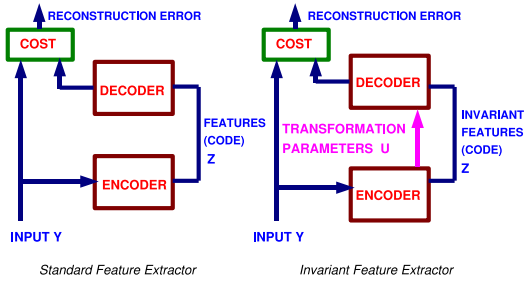 RECONSTRUCTION ERROR
COST
DECODER
FEATURES
(CODE)
Z
ENCODER
INPUT Y
Standard Feature Extractor
RECONSTRUCTION ERROR
COST
DECODER
TRANSFORMATION
PARAMETERS U
INVARIANT
FEATURES
(CODE)
Z
ENCODER
INPUT Y
Invariant Feature Extractor